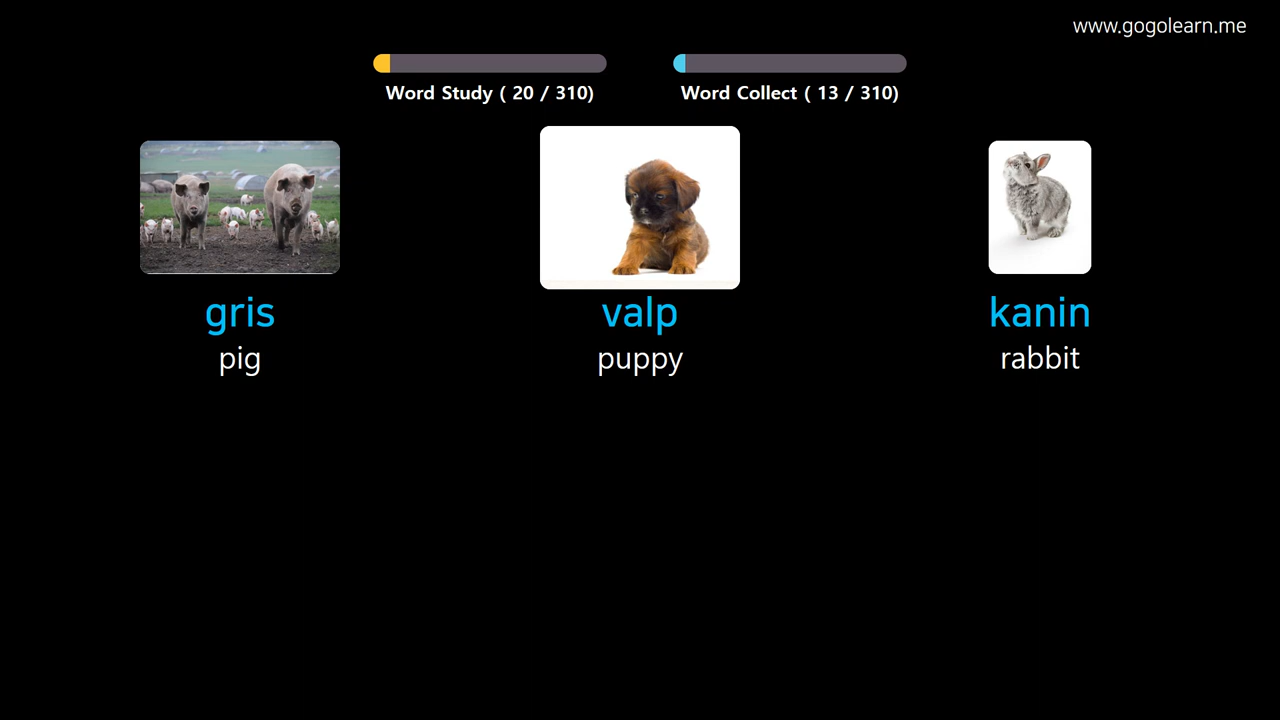 www.gogolearn.me
Word Study ( 20 / 310)
Word Collect ( 13 / 310)
gris
pig
valp
puppy
kanin
rabbit